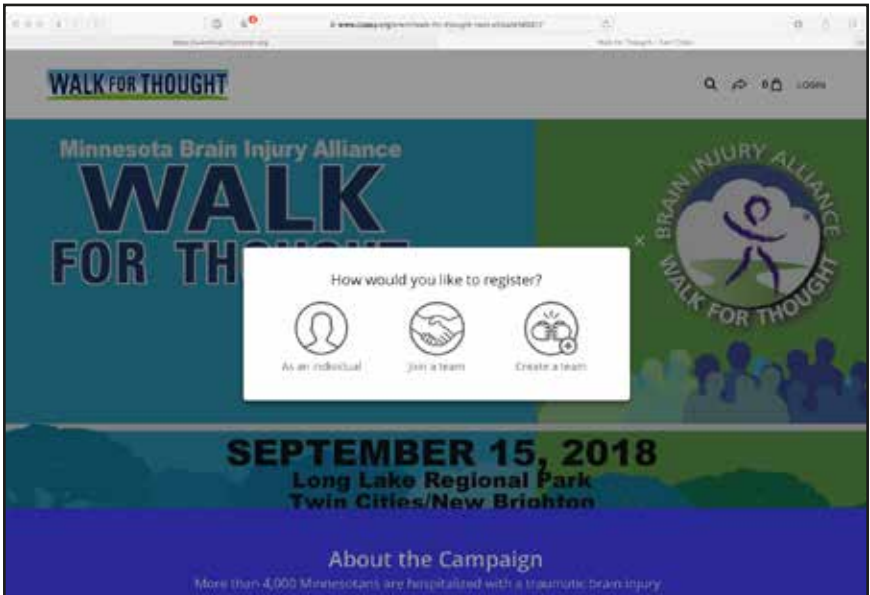 WALK FOR THOUGHT
0
LOGIN
Minnesota Brain Injury Alliance
WALK
FOR TH
BRAIN INJURY ALLIANCE
WALK FOR THOUGHT
How would you like to register?
As an individual
Join a team
Create a team
SEPTEMBER 15, 2018
Long Lake Regional Park
Twin Cities/New Brighton
About the Campaign
More than 4,000 Minnesotans are hospitalized with a traumatic brain injury